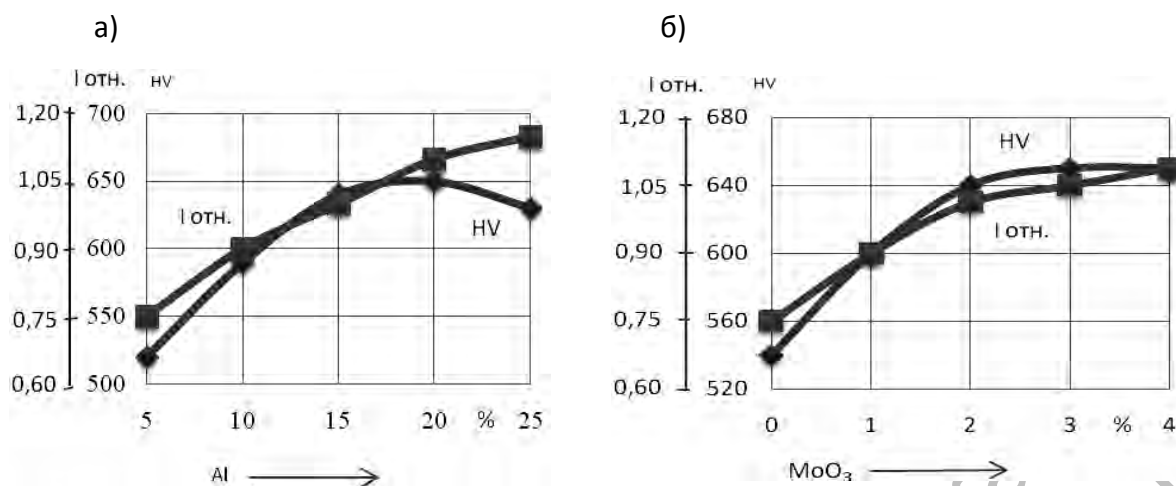 а)
I отн. HV
1,20 700
1,05 650
0,90 600
0,75 550
0,60 500
I отн.
HV
5 10 15 20 % 25
Al
б)
I отн. HV
1,20 680
1,05 640
0,90 600
0,75 560
0,60 520
HV
I отн.
0 1 2 3 % 4
MoO₃